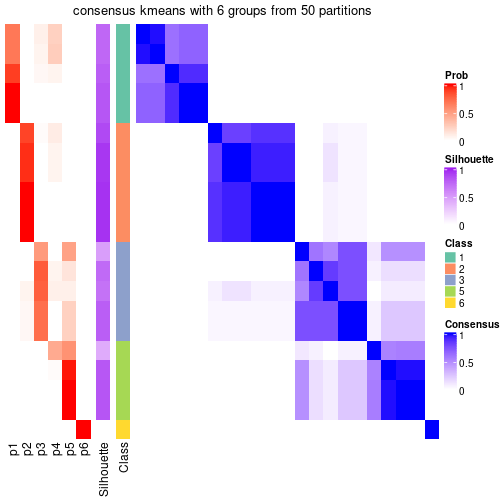 consensus kmeans with 6 groups from 50 partitions
Prob
1
0.5
0
Silhouette
1
0.5
0
Class
1
2
3
5
6
Consensus
1
0.5
0
p1
p2
p3
p4
p5
p6
Silhouette
Class